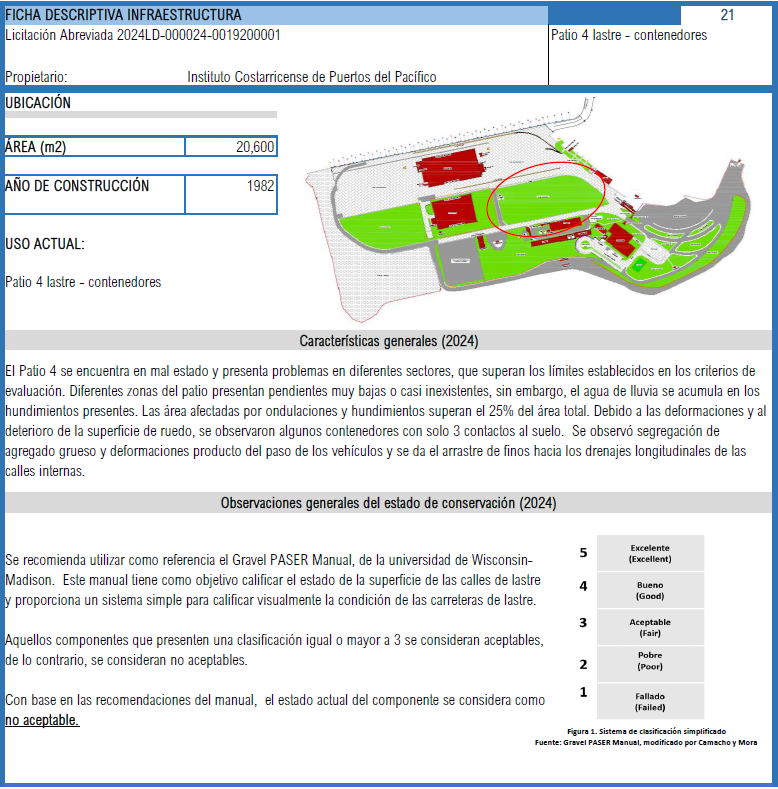 FICHA DESCRIPTIVA INFRAESTRUCTURA
21
Licitación Abreviada 2024LD-000024-0019200001
Patio 4 lastre - contenedores
Propietario: Instituto Costarricense de Puertos del Pacífico
UBICACIÓN
ÁREA (m2) 20,600
AÑO DE CONSTRUCCIÓN 1982
USO ACTUAL:
Patio 4 lastre - contenedores
Características generales (2024)
El Patio 4 se encuentra en mal estado y presenta problemas en diferentes sectores, que superan los límites establecidos en los criterios de
evaluación. Diferentes zonas del patio presentan pendientes muy bajas o casi inexistentes, sin embargo, el agua de lluvia se acumula en los
hundimientos presentes. Las área afectadas por ondulaciones y hundimientos superan el 25% del área total. Debido a las deformaciones y al
deterioro de la superficie de ruedo, se observaron algunos contenedores con solo 3 contactos al suelo. Se observó segregación de
agregado grueso y deformaciones producto del paso de los vehículos y se da el arrastre de finos hacia los drenajes longitudinales de las
calles internas.
Observaciones generales del estado de conservación (2024)
Se recomienda utilizar como referencia el Gravel PASER Manual, de la universidad de Wisconsin-
Madison. Este manual tiene como objetivo calificar el estado de la superficie de las calles de lastre
y proporciona un sistema simple para calificar visualmente la condición de las carreteras de lastre.
Aquellos componentes que presenten una clasificación igual o mayor a 3 se consideran aceptables,
de lo contrario, se consideran no aceptables.
Con base en las recomendaciones del manual, el estado actual del componente se considera como
no aceptable.
5 Excelente
(Excellent)
4 Bueno
(Good)
3 Aceptable
(Fair)
2 Pobre
(Poor)
1 Fallado
(Failed)
Figura 1. Sistema de clasificación simplificado
Fuente: Gravel PASER Manual, modificado por Camacho y Mora